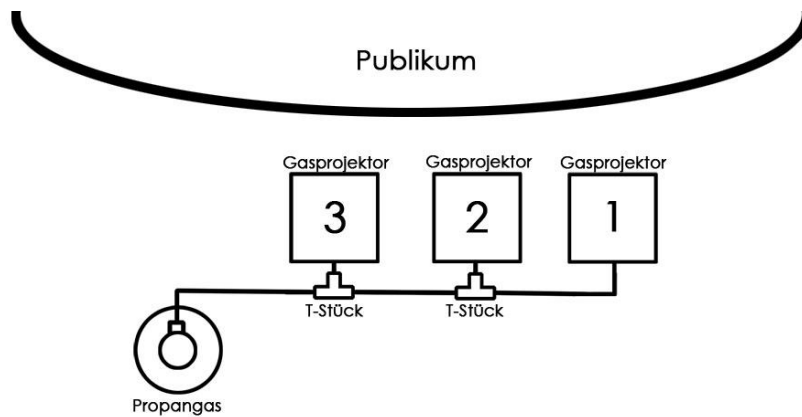 Publikum
Gasprojektor Gasprojektor Gasprojektor
3 2 1
T-Stück T-Stück
Propangas